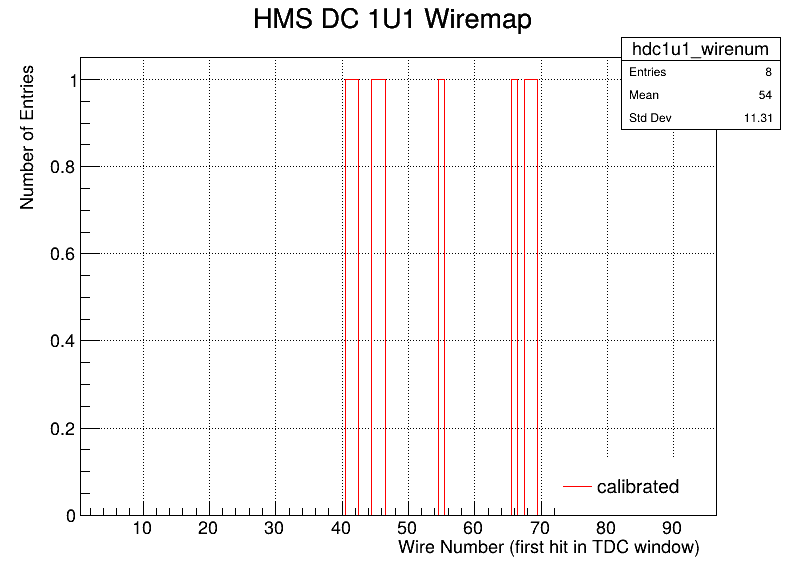 HMS DC 1U1 Wiremap
hdc1u1_wirenum
Entries 8
Mean 54
Std Dev 11.31
Number of Entries
1
0.8
0.6
0.4
0.2
0
calibrated
10 20 30 40 50 60 70 80 90
Wire Number (first hit in TDC window)